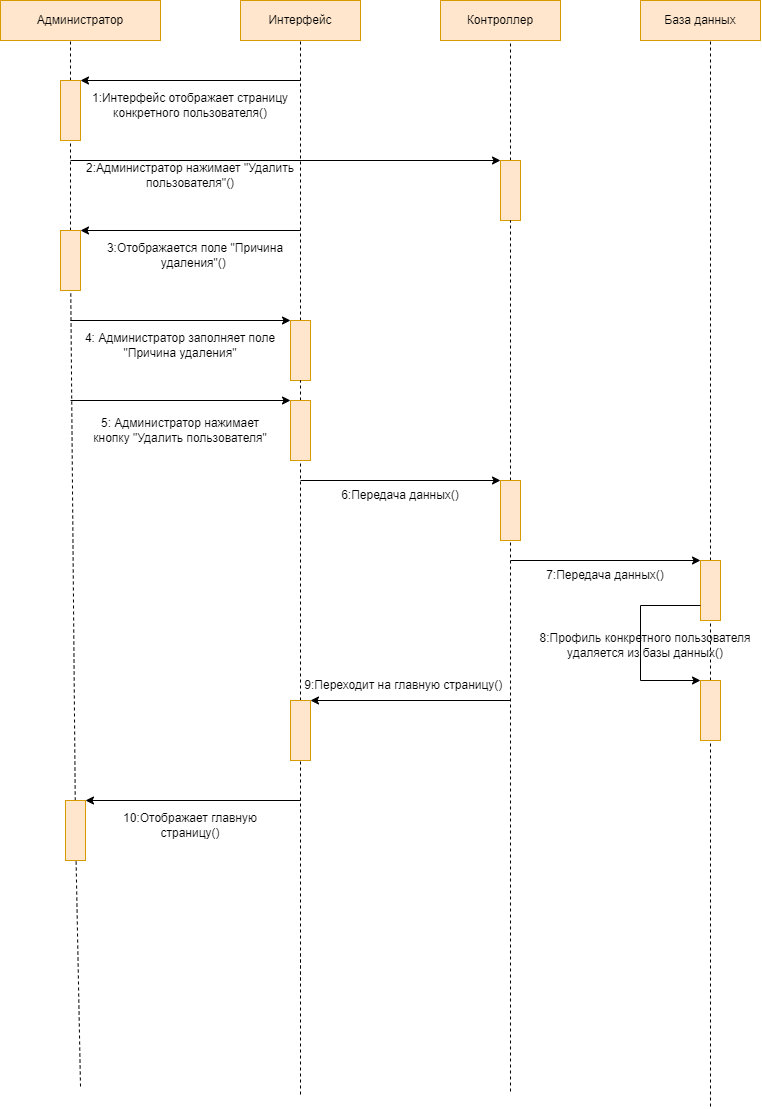 Администратор
Интерфейс
Контроллер
База данных
1:Интерфейс отображает страницу
конкретного пользователя()
2:Администратор нажимает "Удалить
пользователя"()
3:Отображается поле "Причина
удаления"()
4: Администратор заполняет поле
"Причина удаления"
5: Администратор нажимает
кнопку "Удалить пользователя"
6:Передача данных()
7:Передача данных()
8:Профиль конкретного пользователя
удаляется из базы данных()
9:Переходит на главную страницу()
10:Отображает главную
страницу()